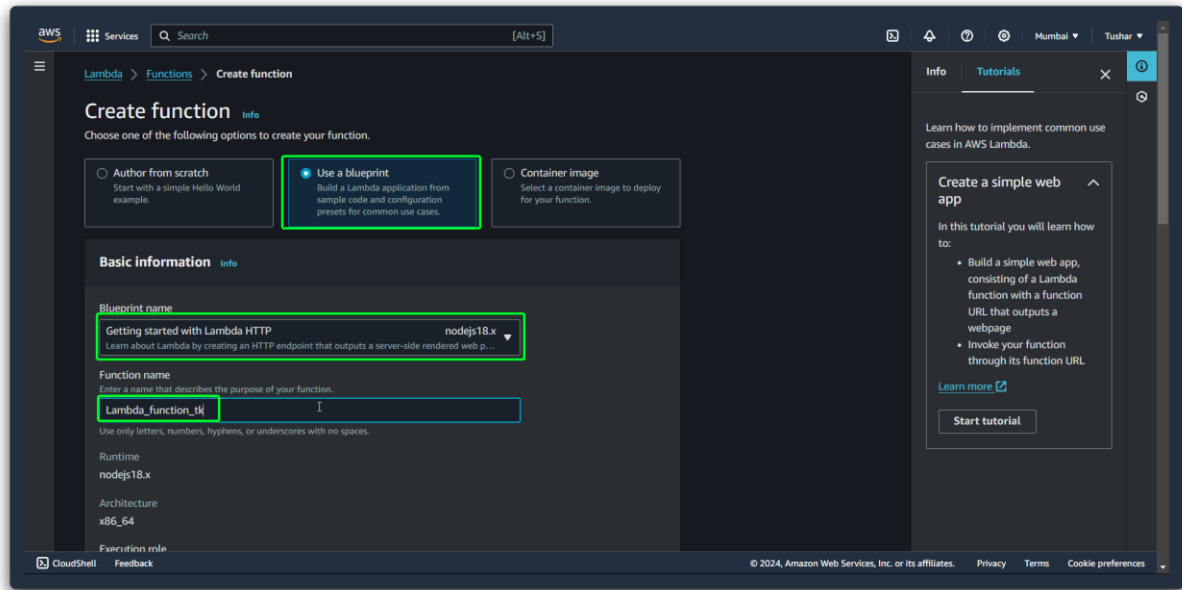 aws
Services
Search [Alt+S]
Mumbai ▼
Tushar ▼
Lambda > Functions > Create function
Create function Info
Choose one of the following options to create your function.
Author from scratch
Start with a simple Hello World
example.
Use a blueprint
Build a Lambda application from
sample code and configuration
presets for common use cases.
Container image
Select a container image to deploy
for your function.
Basic information Info
Blueprint name
Getting started with Lambda HTTP nodejs18.x
Learn about Lambda by creating an HTTP endpoint that outputs a server-side rendered web p...
Function name
Enter a name that describes the purpose of your function.
Lambda_function_tk
Use only letters, numbers, hyphens, or underscores with no spaces.
Runtime
nodejs18.x
Architecture
x86_64
Execution role
Info Tutorials
Learn how to implement common use
cases in AWS Lambda.
Create a simple web
app
In this tutorial you will learn how
to:
• Build a simple web app,
consisting of a Lambda
function with a function
URL that outputs a
webpage
• Invoke your function
through its function URL
Learn more
Start tutorial
CloudShell Feedback
© 2024, Amazon Web Services, Inc. or its affiliates. Privacy Terms Cookie preferences